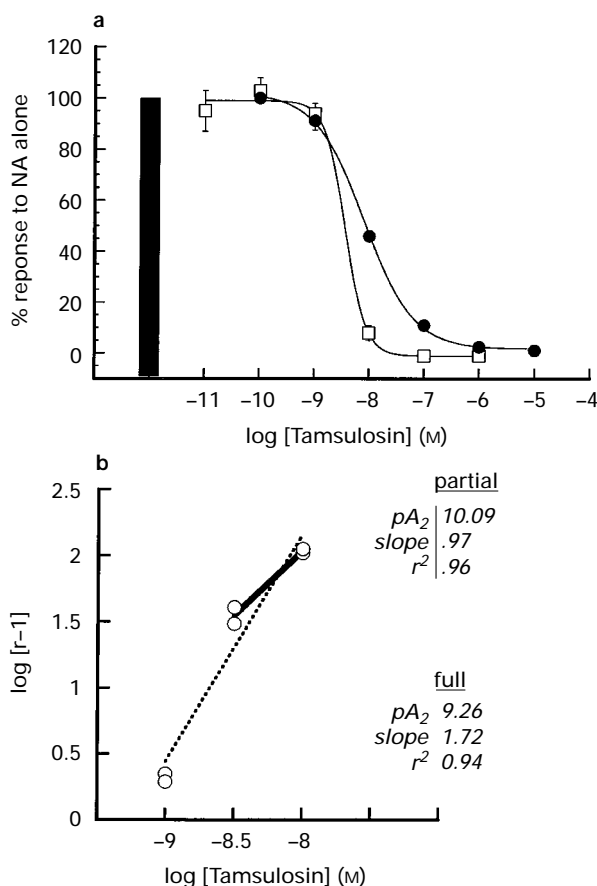 a
% reponse to NA alone
120
100
80
60
40
20
0
−11 −10 −9 −8 −7 −6 −5 −4
log [Tamsulosin] (M)
b
log [r−1]
2.5
2
1.5
1
0.5
0
−9 −8.5 −8
log [Tamsulosin] (M)
partial
pA2 10.09
slope .97
r2 .96
full
pA2 9.26
slope 1.72
r2 0.94